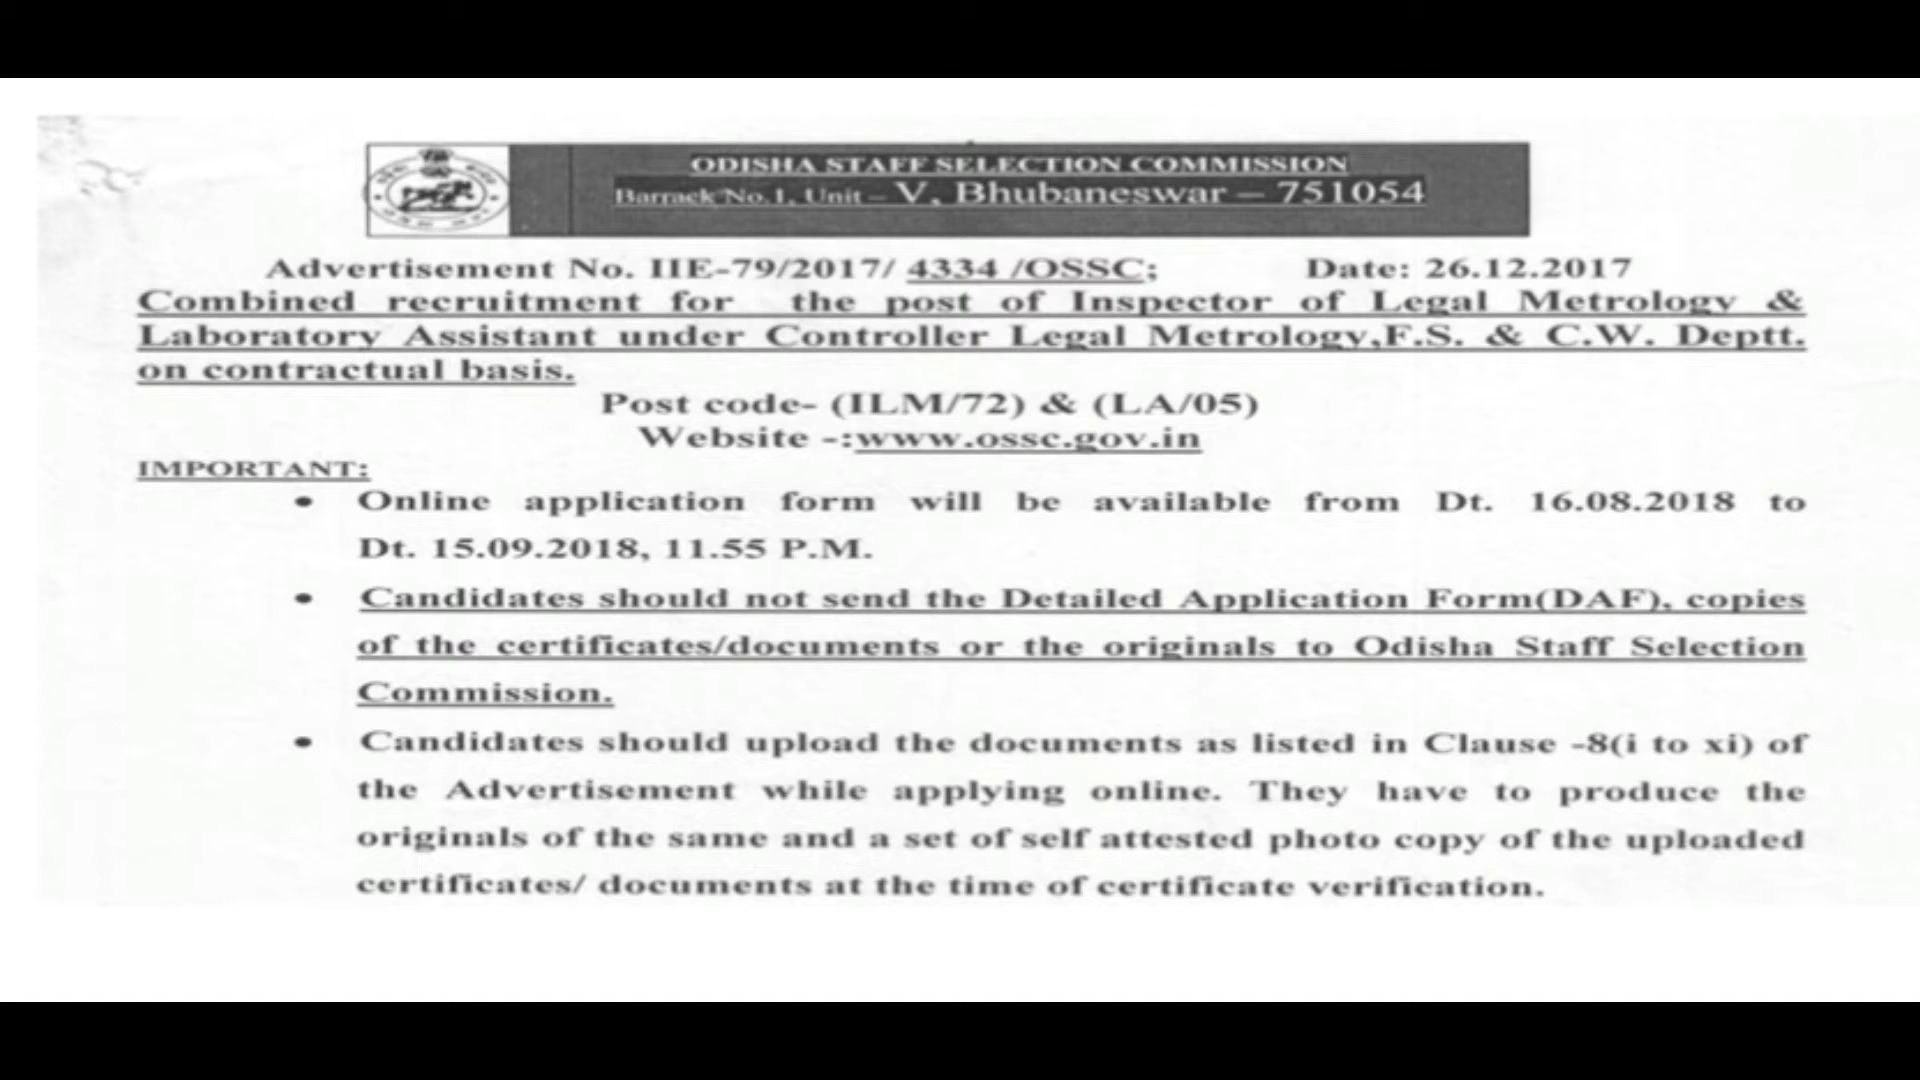 ODISHA STAFF SELECTION COMMISSION
Barrack No.1, Unit – V, Bhubaneswar – 751054
Advertisement No. IIE-79/2017/ 4334 /OSSC; Date: 26.12.2017
Combined recruitment for the post of Inspector of Legal Metrology &
Laboratory Assistant under Controller Legal Metrology,F.S. & C.W. Deptt.
on contractual basis.
Post code- (ILM/72) & (LA/05)
Website -:www.ossc.gov.in
IMPORTANT:
• Online application form will be available from Dt. 16.08.2018 to
Dt. 15.09.2018, 11.55 P.M.
• Candidates should not send the Detailed Application Form(DAF), copies
of the certificates/documents or the originals to Odisha Staff Selection
Commission.
• Candidates should upload the documents as listed in Clause -8(i to xi) of
the Advertisement while applying online. They have to produce the
originals of the same and a set of self attested photo copy of the uploaded
certificates/ documents at the time of certificate verification.